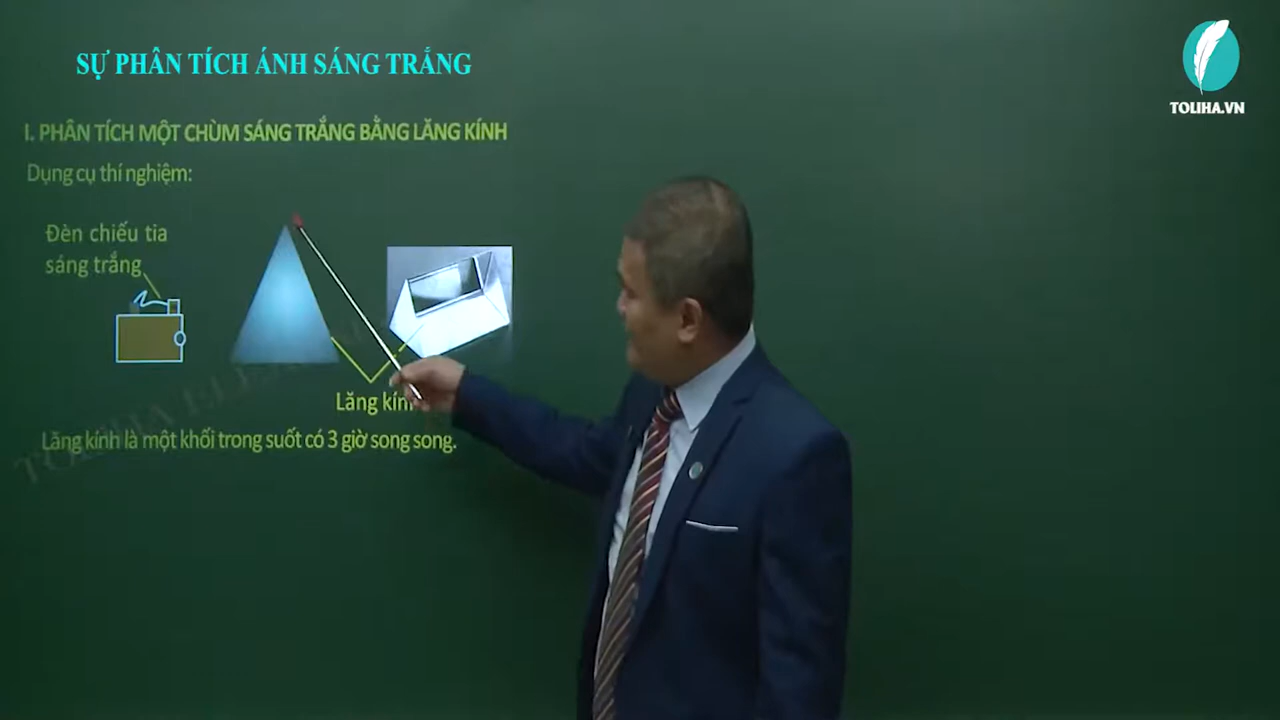 SỰ PHÂN TÍCH ÁNH SÁNG TRẮNG
TOLIHA.VN
I. PHÂN TÍCH MỘT CHÙM SÁNG TRẮNG BẰNG LĂNG KÍNH
Dụng cụ thí nghiệm:
Đèn chiếu tia
sáng trắng
Lăng kính
Lăng kính là một khối trong suốt có 3 giờ song song.